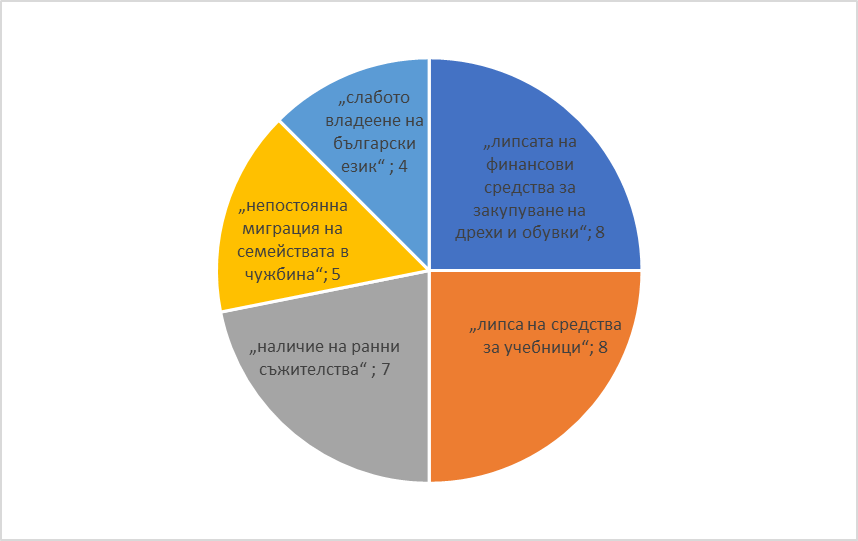 „слабото
владеене на
български
език“ ; 4
„липсата на
финансови
средства за
закупуване на
дрехи и обувки“; 8
„непостоянна
миграция на
семействата в
чужбина“; 5
„липса на средства
за учебници“; 8
„наличие на ранни
съжителства“ ; 7